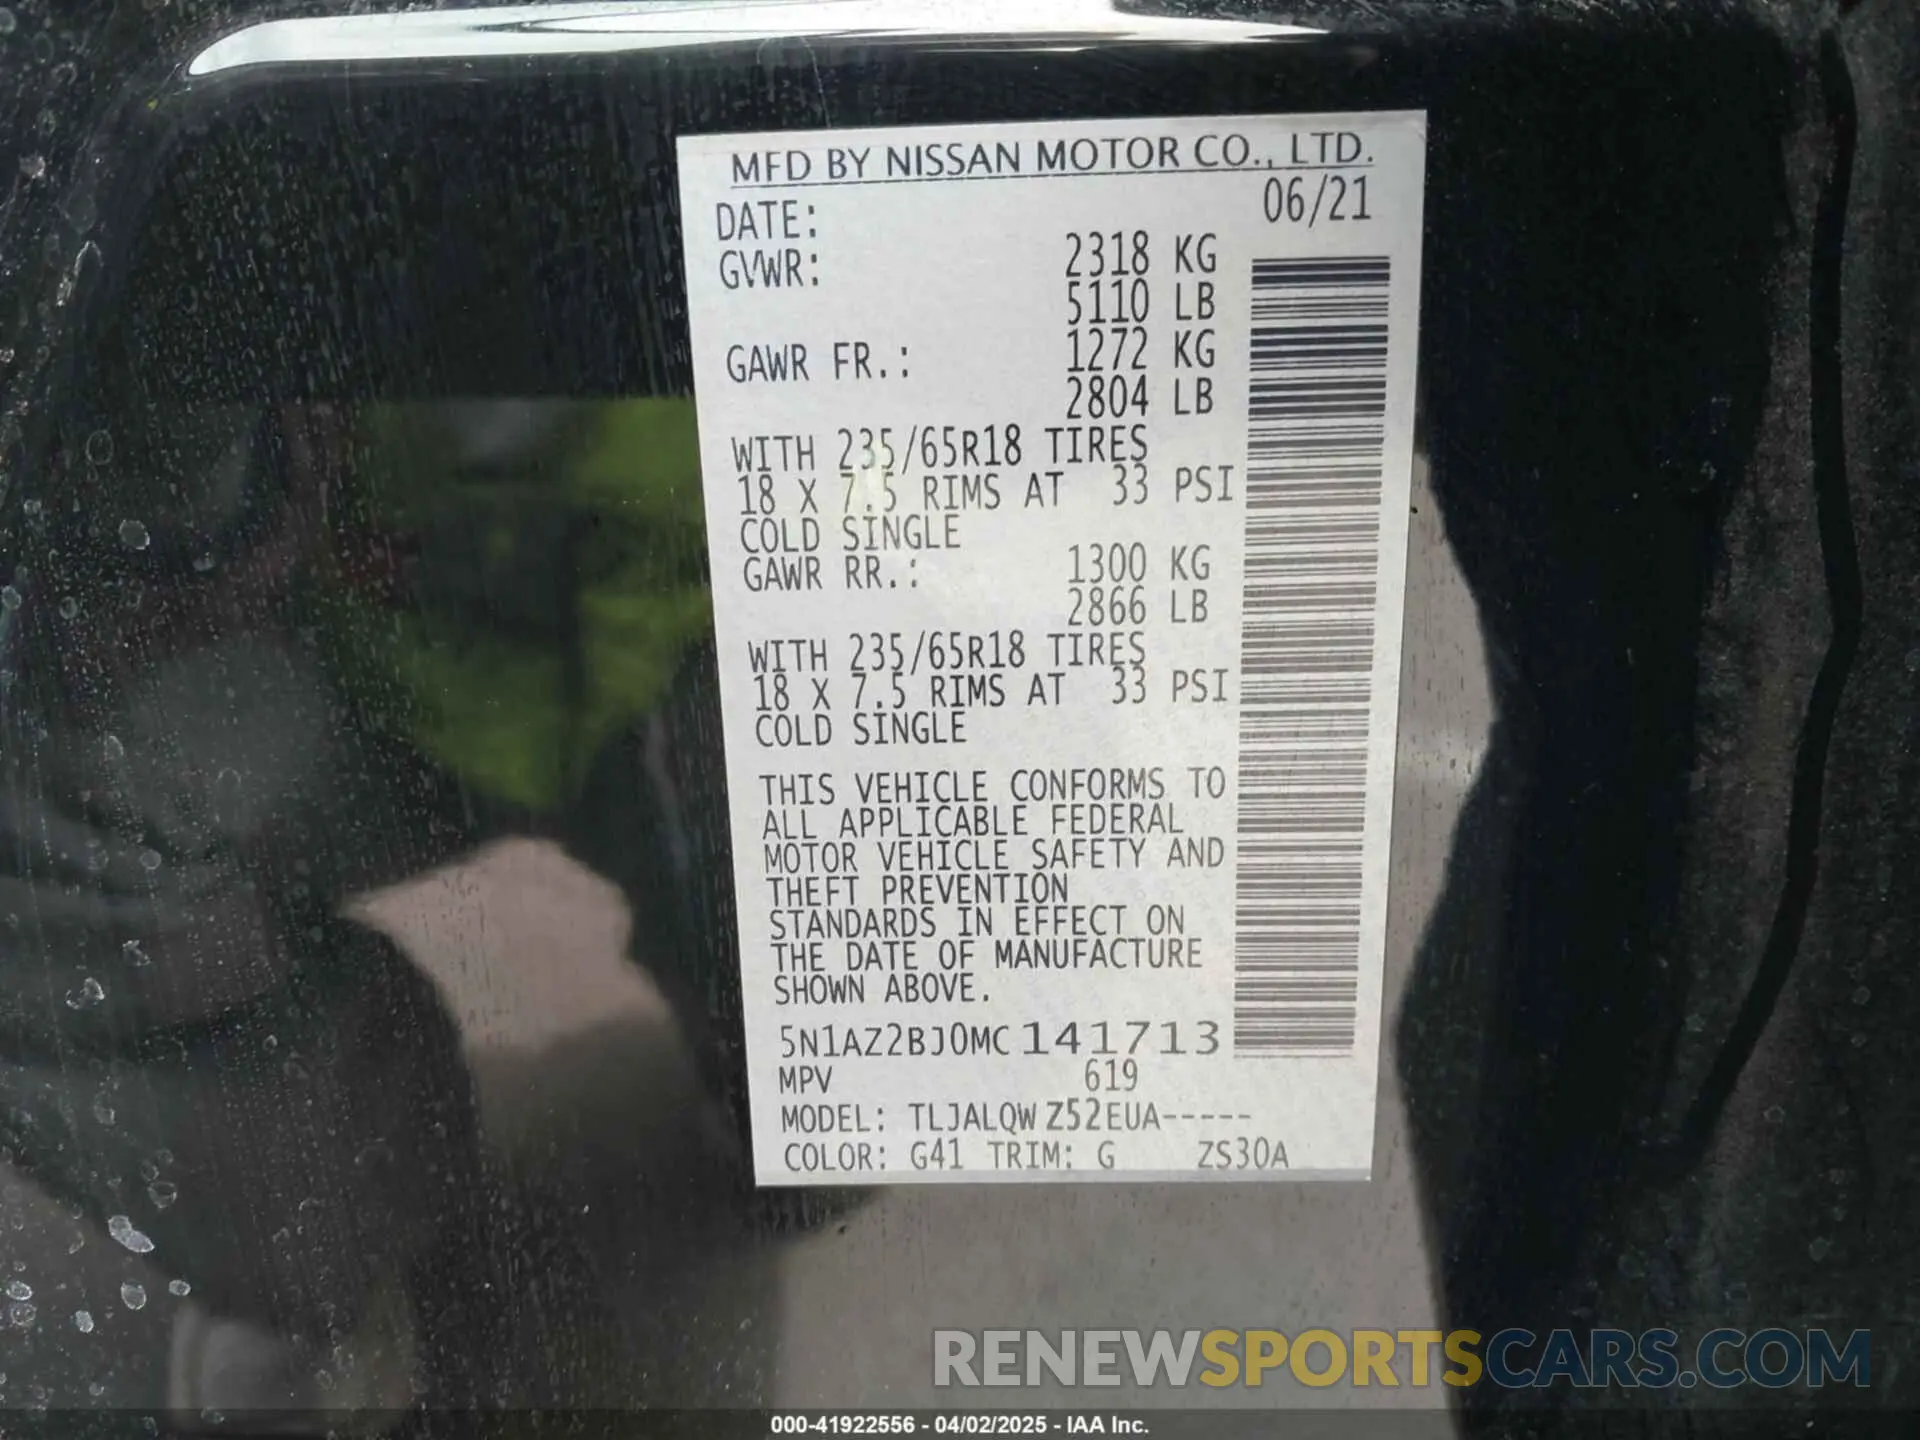 MFD BY NISSAN MOTOR CO., LTD.
DATE: 06/21
GVWR: 2318 KG
5110 LB
GAWR FR.: 1272 KG
2804 LB
WITH 235/65R18 TIRES
18 X 7.5 RIMS AT 33 PSI
COLD SINGLE
GAWR RR.: 1300 KG
2866 LB
WITH 235/65R18 TIRES
18 X 7.5 RIMS AT 33 PSI
COLD SINGLE
THIS VEHICLE CONFORMS TO
ALL APPLICABLE FEDERAL
MOTOR VEHICLE SAFETY AND
THEFT PREVENTION
STANDARDS IN EFFECT ON
THE DATE OF MANUFACTURE
SHOWN ABOVE.
5N1AZ2BJ0MC141713
MPV 619
MODEL: TLJALQWZ52EUA-----
COLOR: G41 TRIM: G ZS30A
RENEWSPORTSCARS.COM
000-41922556 - 04/02/2025 - IAA Inc.